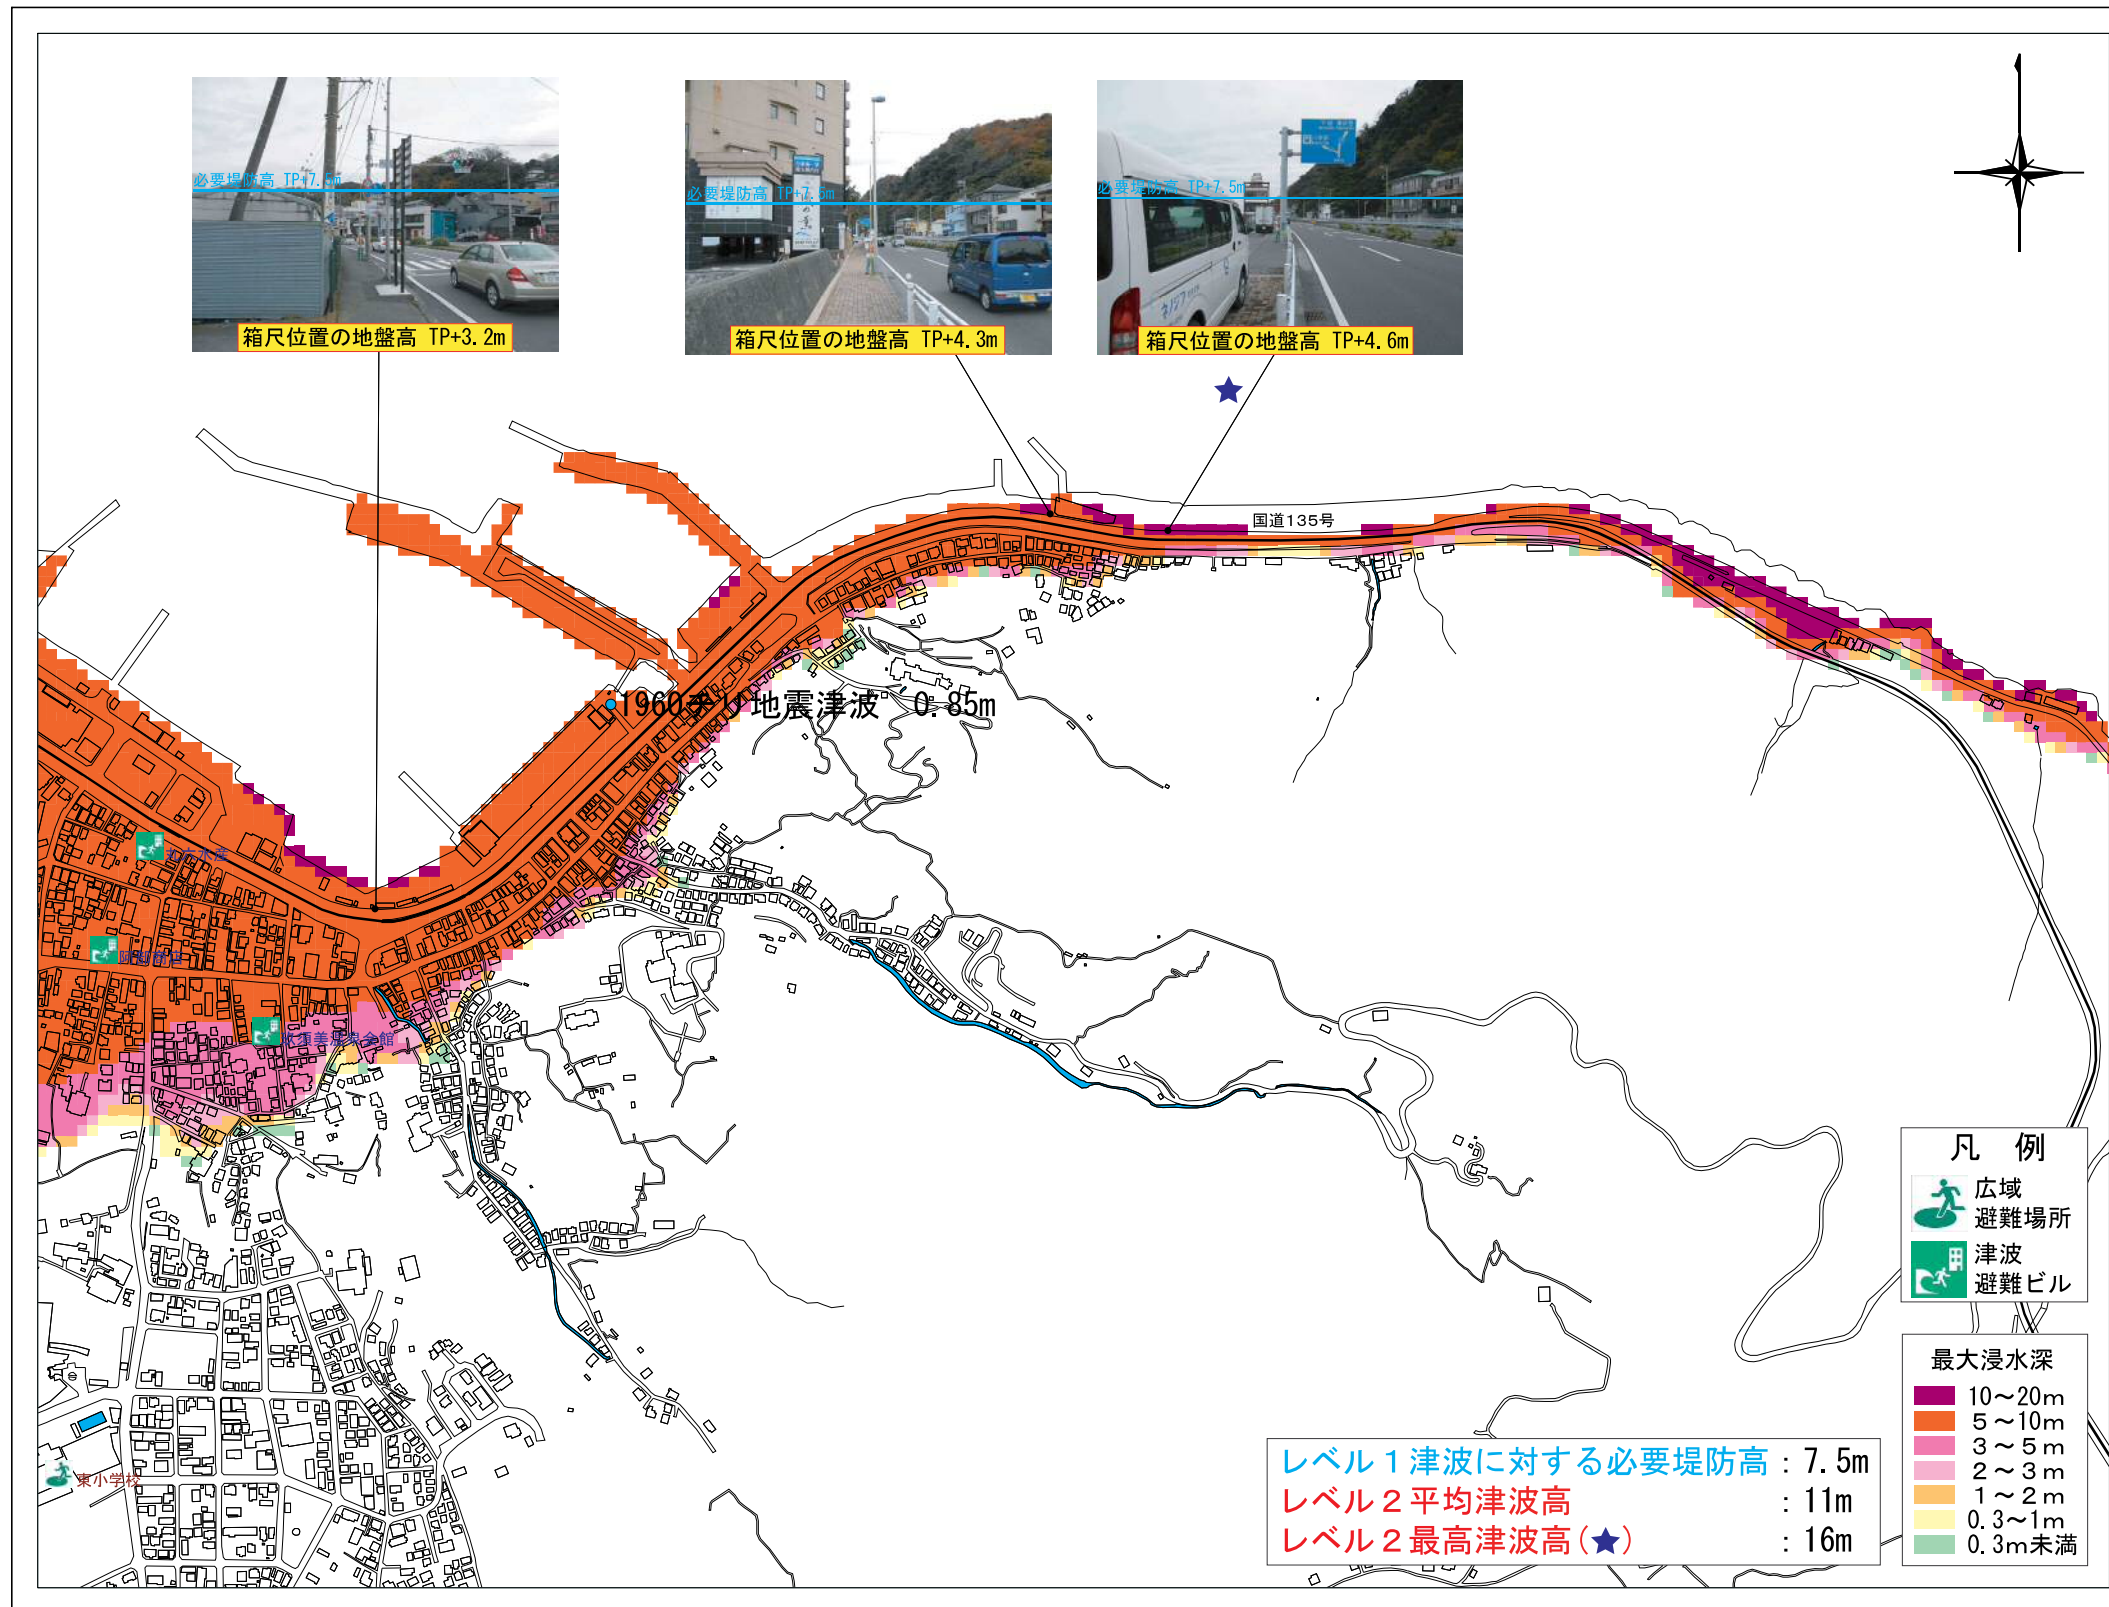 必要堤防高 TP+7.5m
箱尺位置の地盤高 TP+3.2m
必要堤防高 TP+7.5m
箱尺位置の地盤高 TP+4.3m
必要堤防高 TP+7.5m
箱尺位置の地盤高 TP+4.6m
国道135号
1960チリ地震津波 0.85m
水産
温泉会館
東小学校
凡 例
広域
避難場所
津波
避難ビル
最大浸水深
10～20m
5～10m
3～5m
2～3m
1～2m
0.3～1m
0.3m未満
レベル1津波に対する必要堤防高 : 7.5m
レベル2平均津波高 : 11m
レベル2最高津波高(★) : 16m